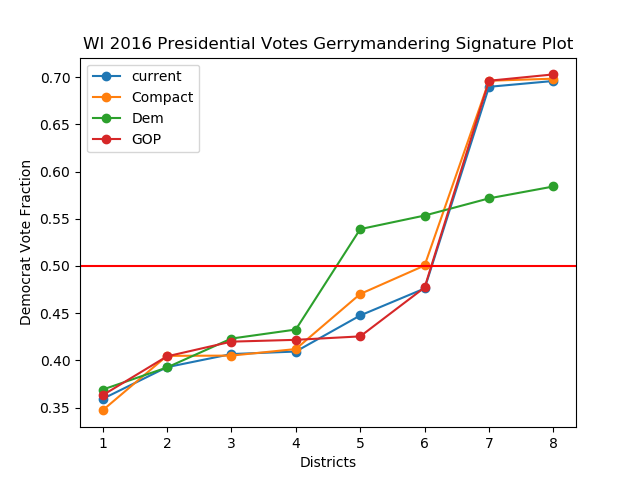 WI 2016 Presidential Votes Gerrymandering Signature Plot
current
Compact
Dem
GOP
Democrat Vote Fraction
0.70
0.65
0.60
0.55
0.50
0.45
0.40
0.35
1 2 3 4 5 6 7 8
Districts